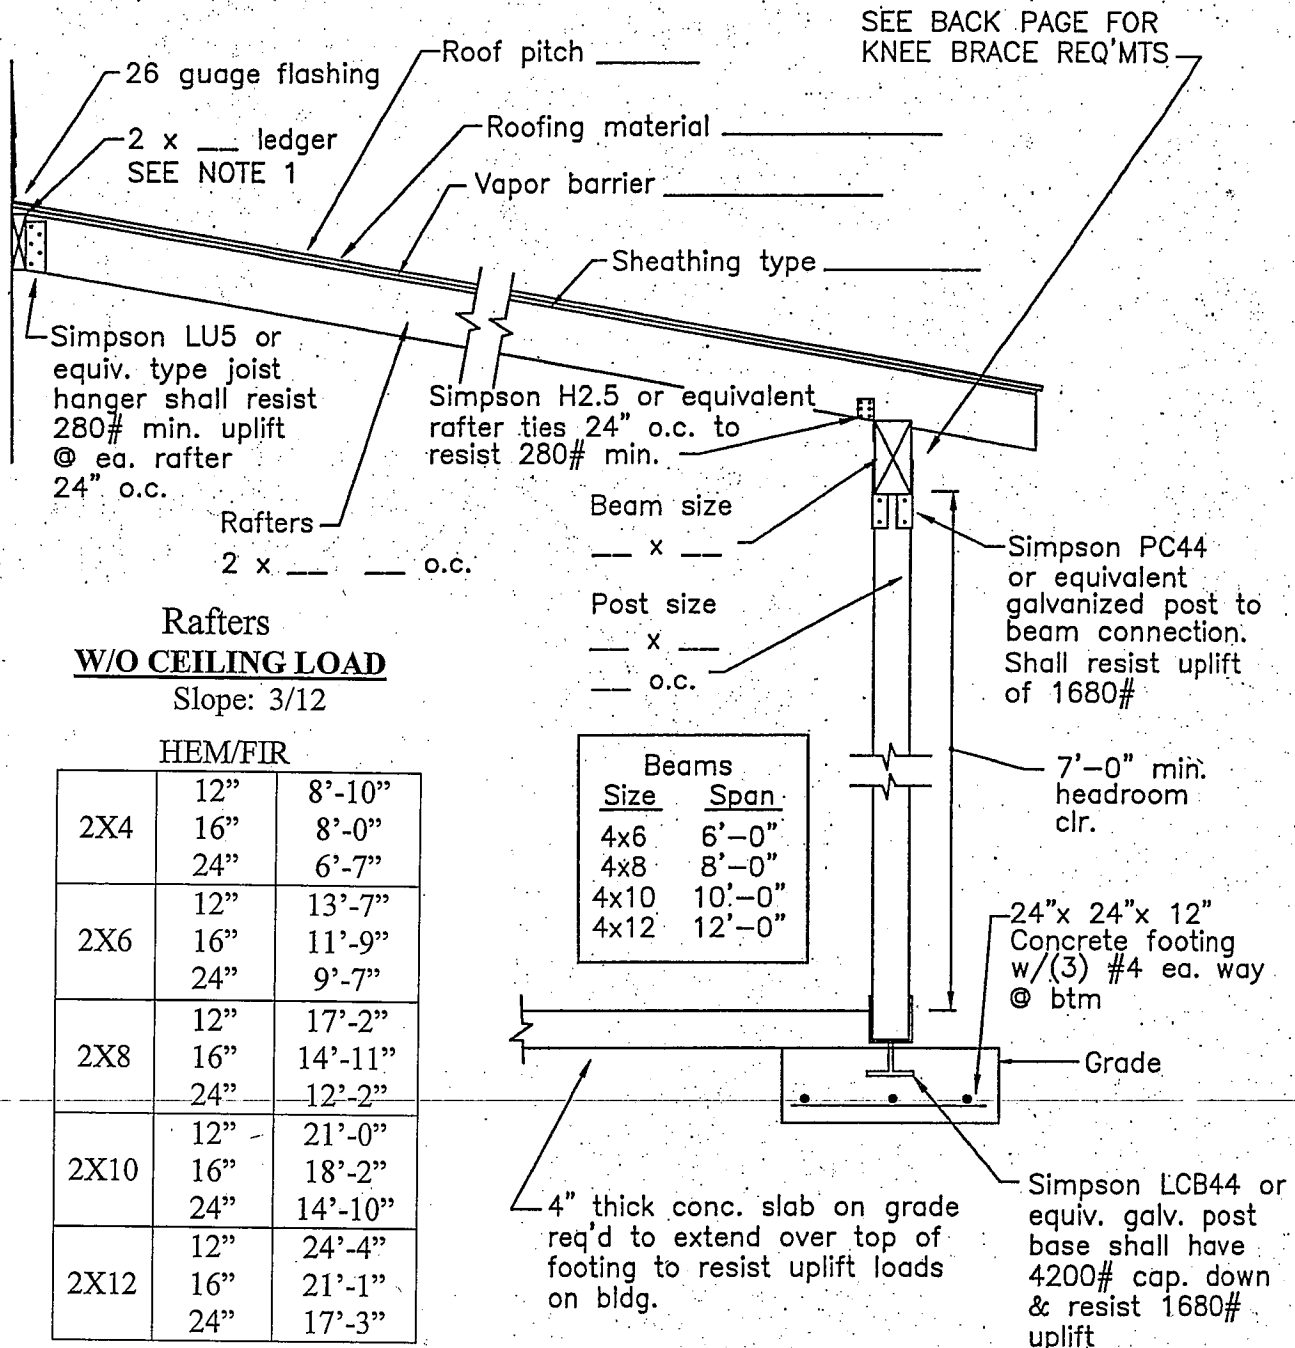 SEE BACK PAGE FOR
KNEE BRACE REQ'MTS
Roof pitch ____
26 guage flashing
Roofing material ____
2 x __ ledger
SEE NOTE 1
Vapor barrier ____
Sheathing type ____
Simpson LU5 or
equiv. type joist
hanger shall resist
280# min. uplift
@ ea. rafter
24" o.c.
Simpson H2.5 or equivalent
rafter ties 24" o.c. to
resist 280# min.
Rafters
2 x __ __ o.c.
Beam size
__ x __
Post size
__ x __
__ o.c.
Simpson PC44
or equivalent
galvanized post to
beam connection.
Shall resist uplift
of 1680#
Rafters
W/O CEILING LOAD
Slope: 3/12
HEM/FIR
12" 8'-10"
2X4 16" 8'-0"
24" 6'-7"
12" 13'-7"
2X6 16" 11'-9"
24" 9'-7"
12" 17'-2"
2X8 16" 14'-11"
24" 12'-2"
12" 21'-0"
2X10 16" 18'-2"
24" 14'-10"
12" 24'-4"
2X12 16" 21'-1"
24" 17'-3"
Beams
Size Span
4x6 6'-0"
4x8 8'-0"
4x10 10'-0"
4x12 12'-0"
7'-0" min.
headroom
clr.
24"x 24"x 12"
Concrete footing
w/(3) #4 ea. way
@ btm
Grade
4" thick conc. slab on grade
req'd to extend over top of
footing to resist uplift loads
on bldg.
Simpson LCB44 or
equiv. galv. post
base shall have
4200# cap. down
& resist 1680#
uplift